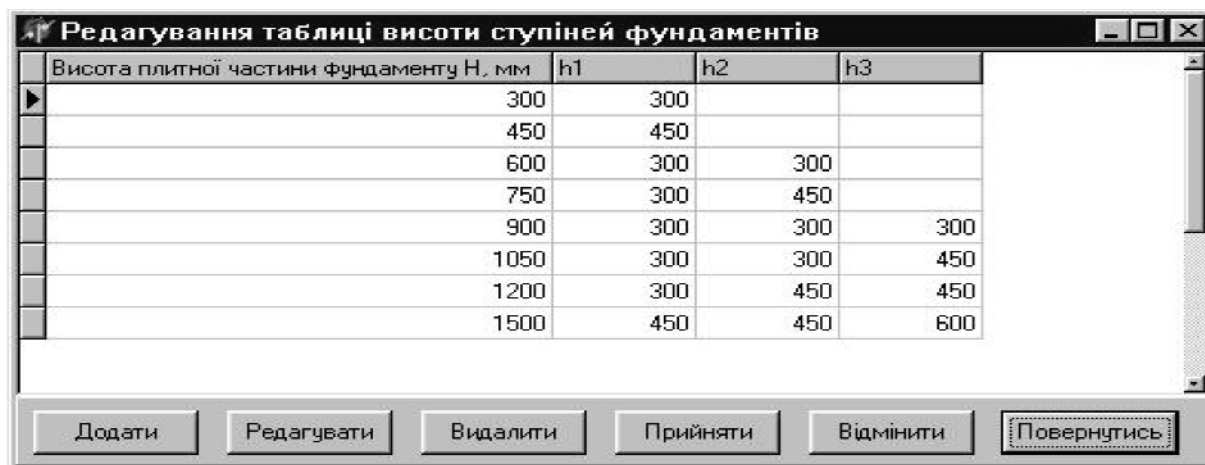 Редагування таблиці висоти ступіней фундаментів
Висота плитної частини фундаменту H, мм h1 h2 h3
300 300
450 450
600 300 300
750 300 450
900 300 300 300
1050 300 300 450
1200 300 450 450
1500 450 450 600
Додати Редагувати Видалити Прийняти Відмінити Повернутись